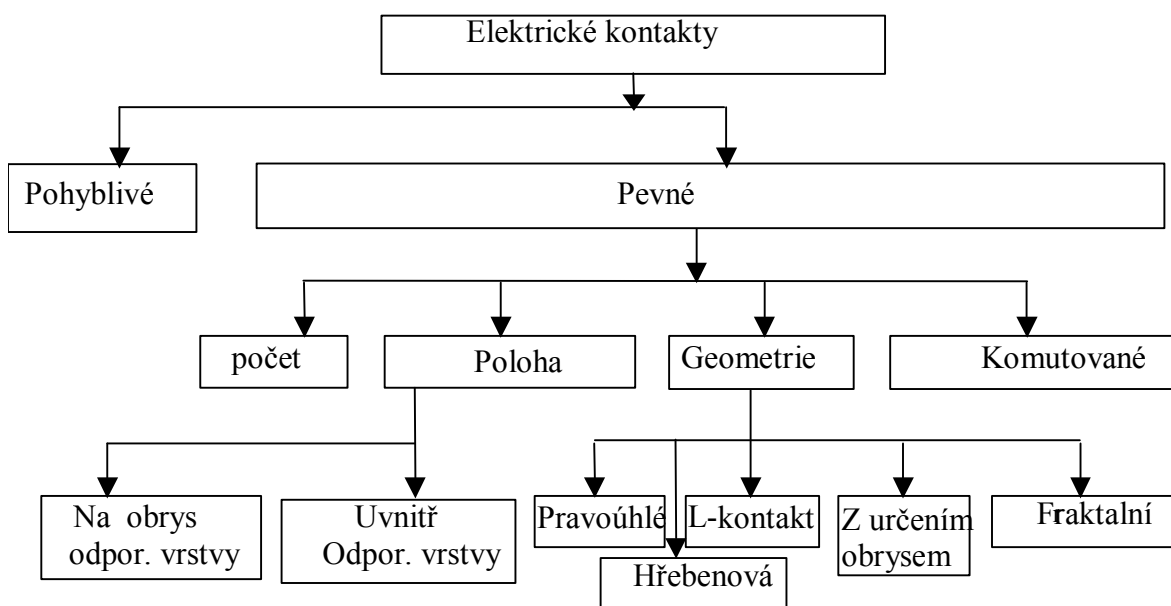 Elektrické kontakty
Pohyblivé
Pevné
počet
Poloha
Geometrie
Komutované
Na obrys
odpor. vrstvy
Uvnitř
Odpor. vrstvy
Pravoúhlé
L-kontakt
Z určením
obrysem
Fraktalní
Hřebenová